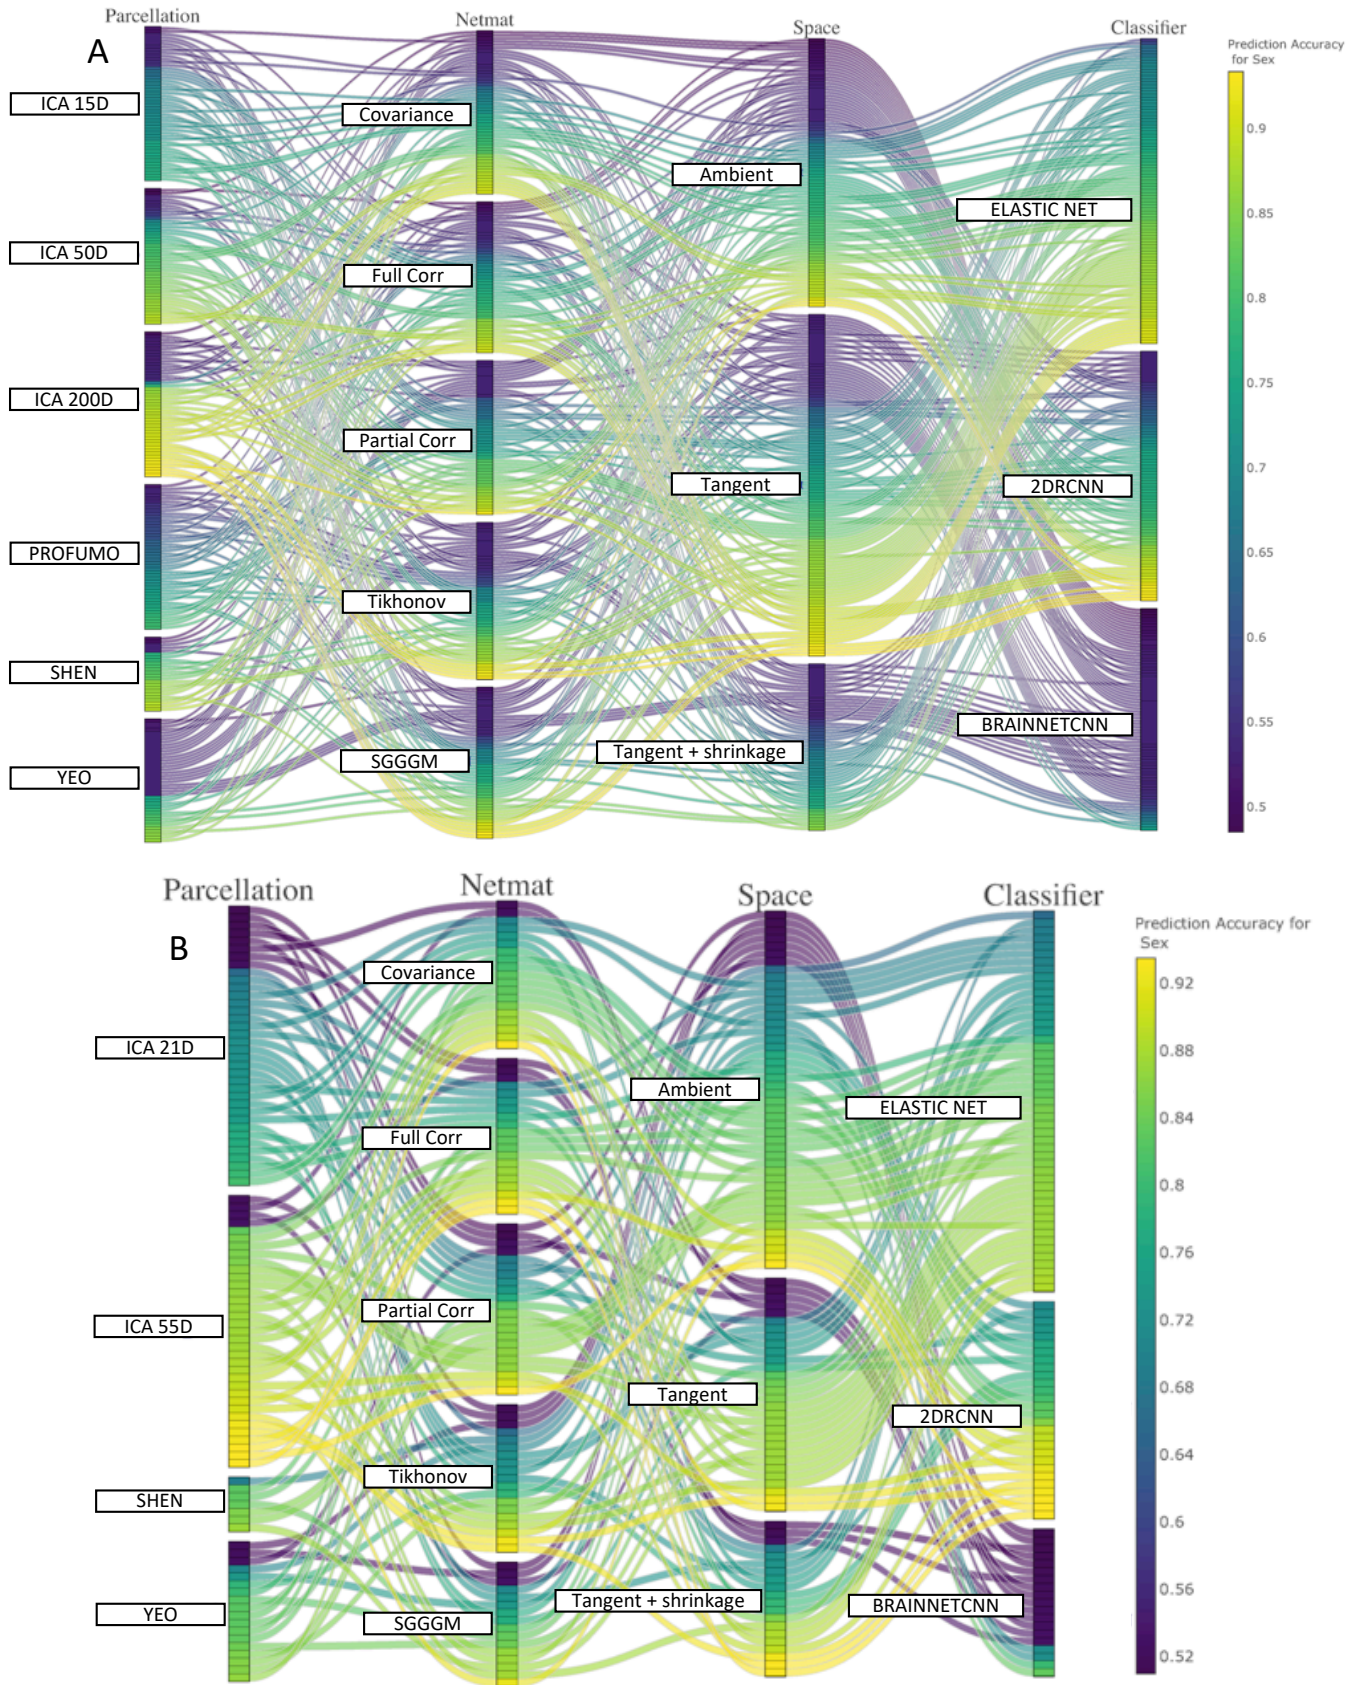 Parcellation
Netmat
Space
Classifier
A
Prediction Accuracy
for Sex
ICA 15D
ICA 50D
ICA 200D
PROFUMO
SHEN
YEO
Covariance
Full Corr
Partial Corr
Tikhonov
SGGGM
Ambient
Tangent
Tangent + shrinkage
ELASTIC NET
2DRCNN
BRAINNETCNN
0.9
0.85
0.8
0.75
0.7
0.65
0.6
0.55
0.5
Parcellation
Netmat
Space
Classifier
B
Prediction Accuracy for
Sex
ICA 21D
ICA 55D
SHEN
YEO
Covariance
Full Corr
Partial Corr
Tikhonov
SGGGM
Ambient
Tangent
Tangent + shrinkage
ELASTIC NET
2DRCNN
BRAINNETCNN
0.92
0.88
0.84
0.8
0.76
0.72
0.68
0.64
0.6
0.56
0.52